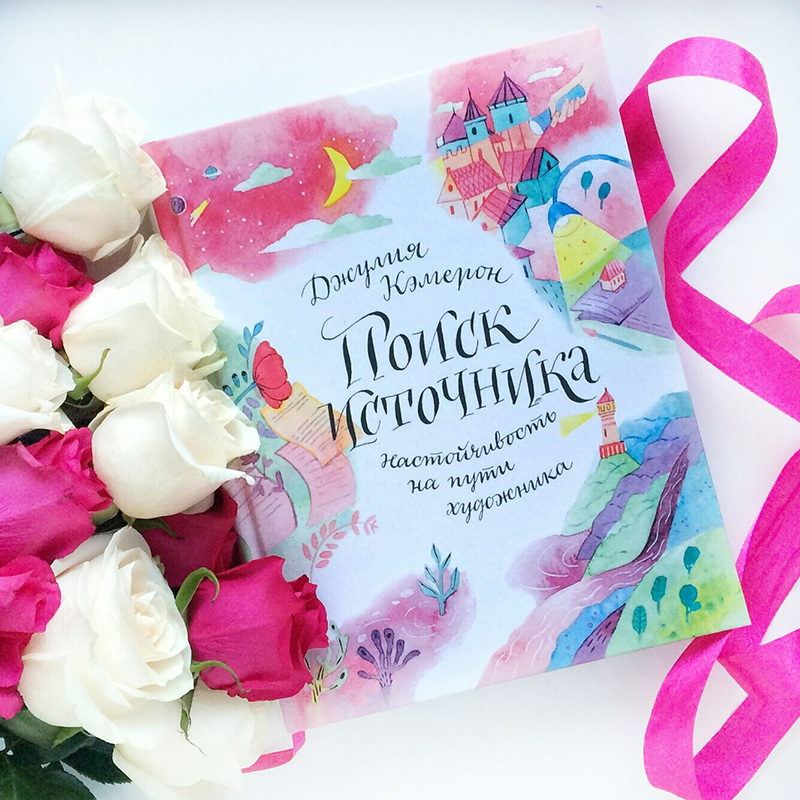 Джулия
Кэмерон
Поиск
источника
Настойчивость
на пути
художника